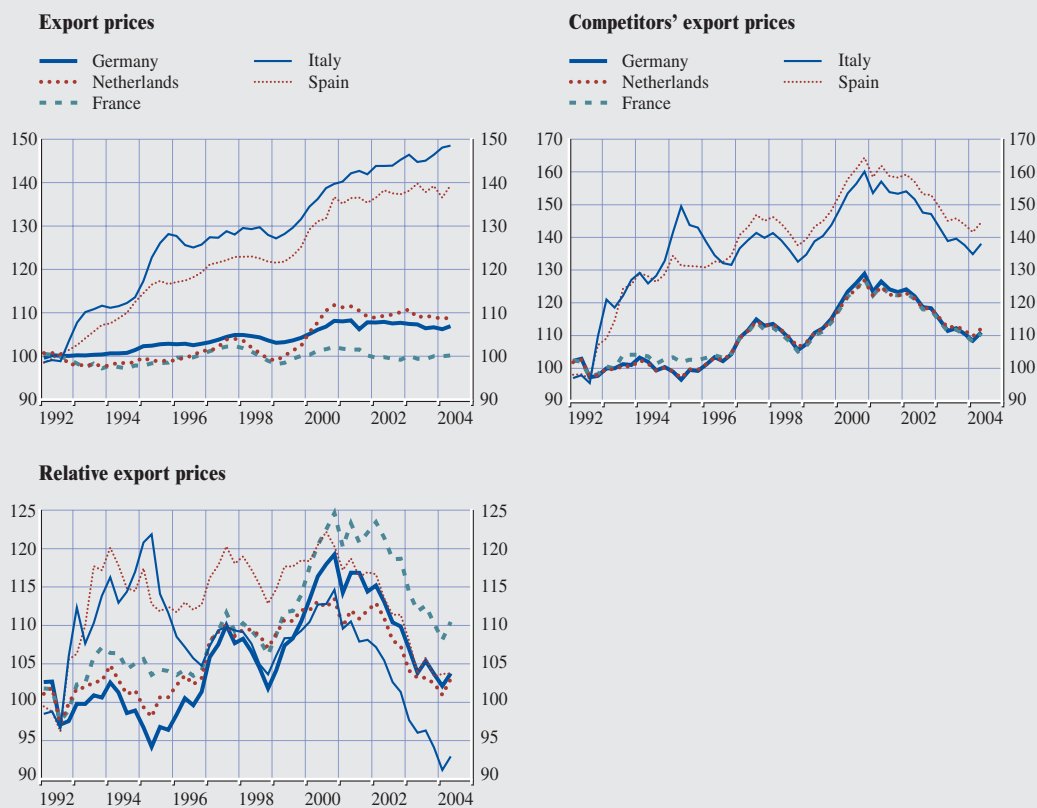 Export prices
Germany
Netherlands
France
Italy
Spain
150 150
140 140
130 130
120 120
110 110
100 100
90 90
1992 1994 1996 1998 2000 2002 2004
Competitors’ export prices
Germany
Netherlands
France
Italy
Spain
170 170
160 160
150 150
140 140
130 130
120 120
110 110
100 100
90 90
1992 1994 1996 1998 2000 2002 2004
Relative export prices
125 125
120 120
115 115
110 110
105 105
100 100
95 95
90 90
1992 1994 1996 1998 2000 2002 2004